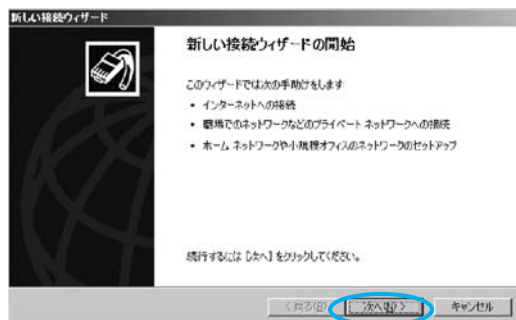 新しい接続ウィザード
新しい接続ウィザードの開始
このウィザードでは次の手助けをします:
• インターネットへの接続
• 職場でのネットワークなどのプライベート ネットワークへの接続
• ホーム ネットワークや小規模オフィスのネットワークのセットアップ
続行するには [次へ] をクリックしてください。
< 戻る(B) 次へ(N) > キャンセル